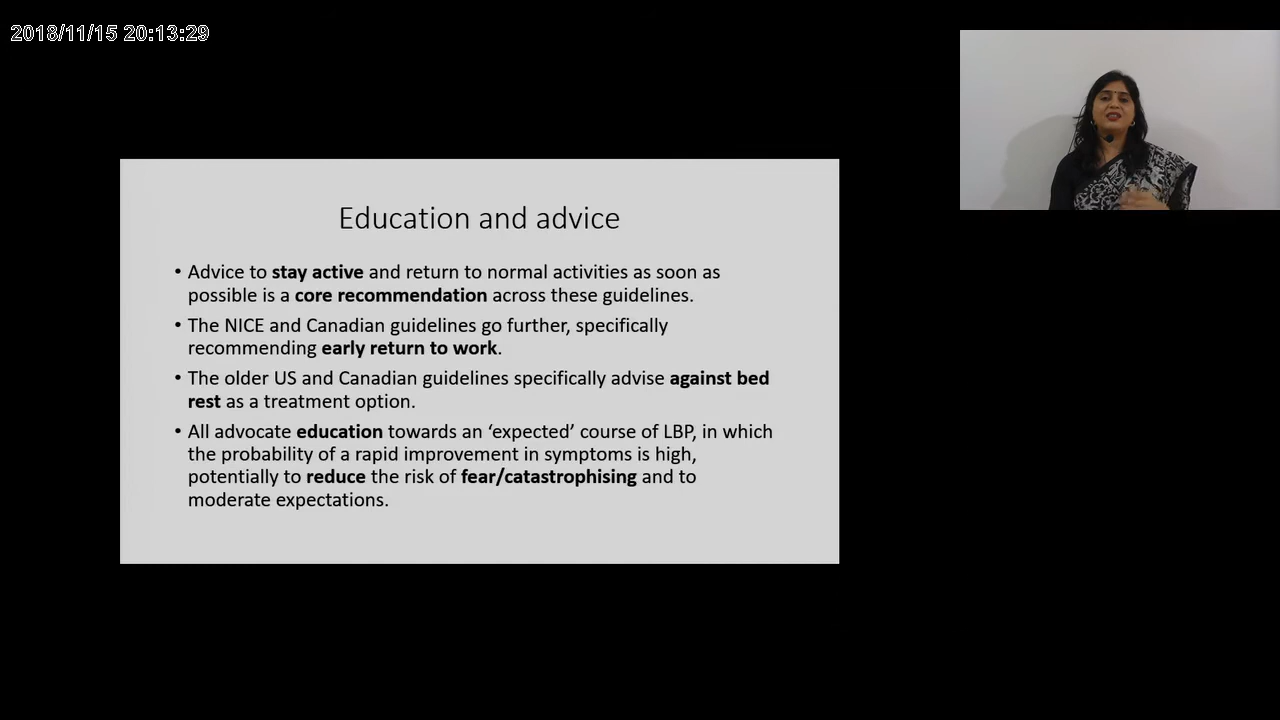 2018/11/15 20:13:29
Education and advice
• Advice to stay active and return to normal activities as soon as
possible is a core recommendation across these guidelines.
• The NICE and Canadian guidelines go further, specifically
recommending early return to work.
• The older US and Canadian guidelines specifically advise against bed
rest as a treatment option.
• All advocate education towards an ‘expected’ course of LBP, in which
the probability of a rapid improvement in symptoms is high,
potentially to reduce the risk of fear/catastrophising and to
moderate expectations.